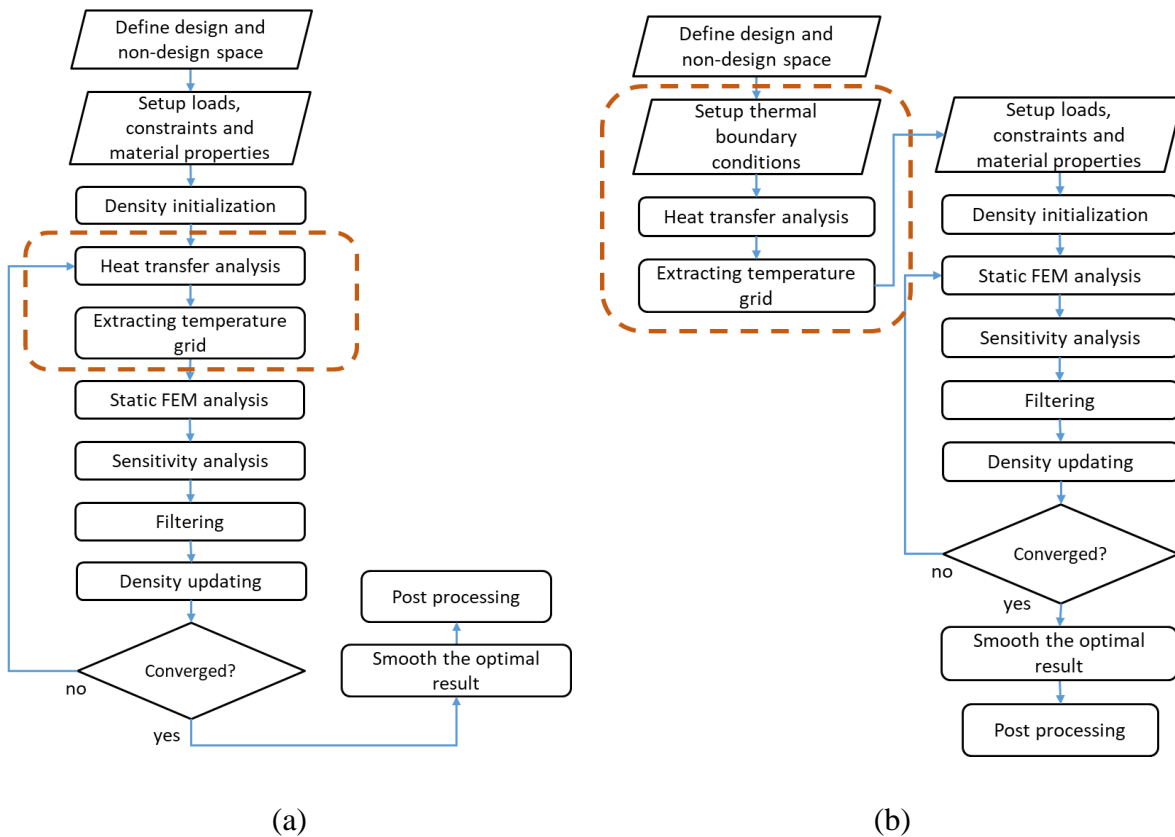 Define design and
non-design space
Setup loads,
constraints and
material properties
Density initialization
Heat transfer analysis
Extracting temperature
grid
Static FEM analysis
Sensitivity analysis
Filtering
Density updating
Converged?
no
yes
Post processing
Smooth the optimal
result
(a)
Define design and
non-design space
Setup thermal
boundary
conditions
Heat transfer analysis
Extracting temperature
grid
Setup loads,
constraints and
material properties
Density initialization
Static FEM analysis
Sensitivity analysis
Filtering
Density updating
Converged?
no
yes
Smooth the optimal
result
Post processing
(b)